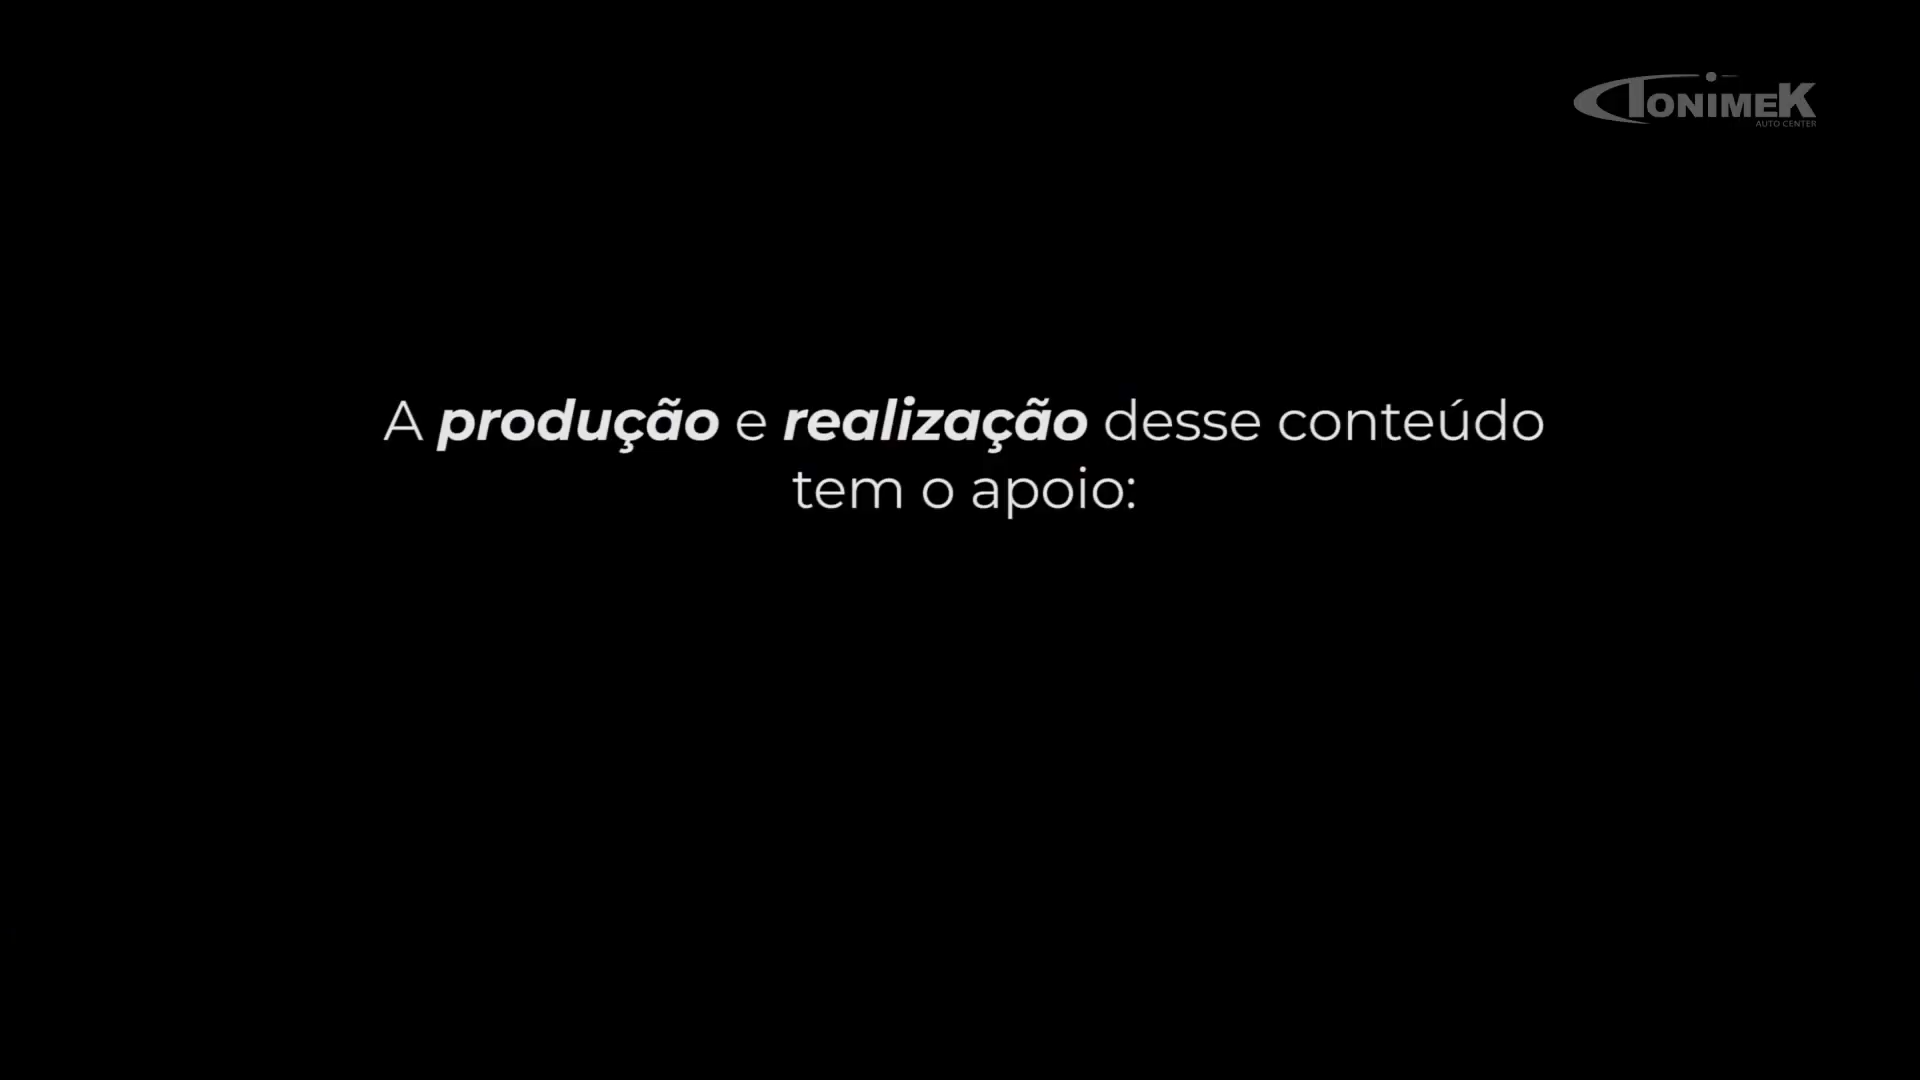 TONIMEK
AUTO CENTER
A produção e realização desse conteúdo
tem o apoio: